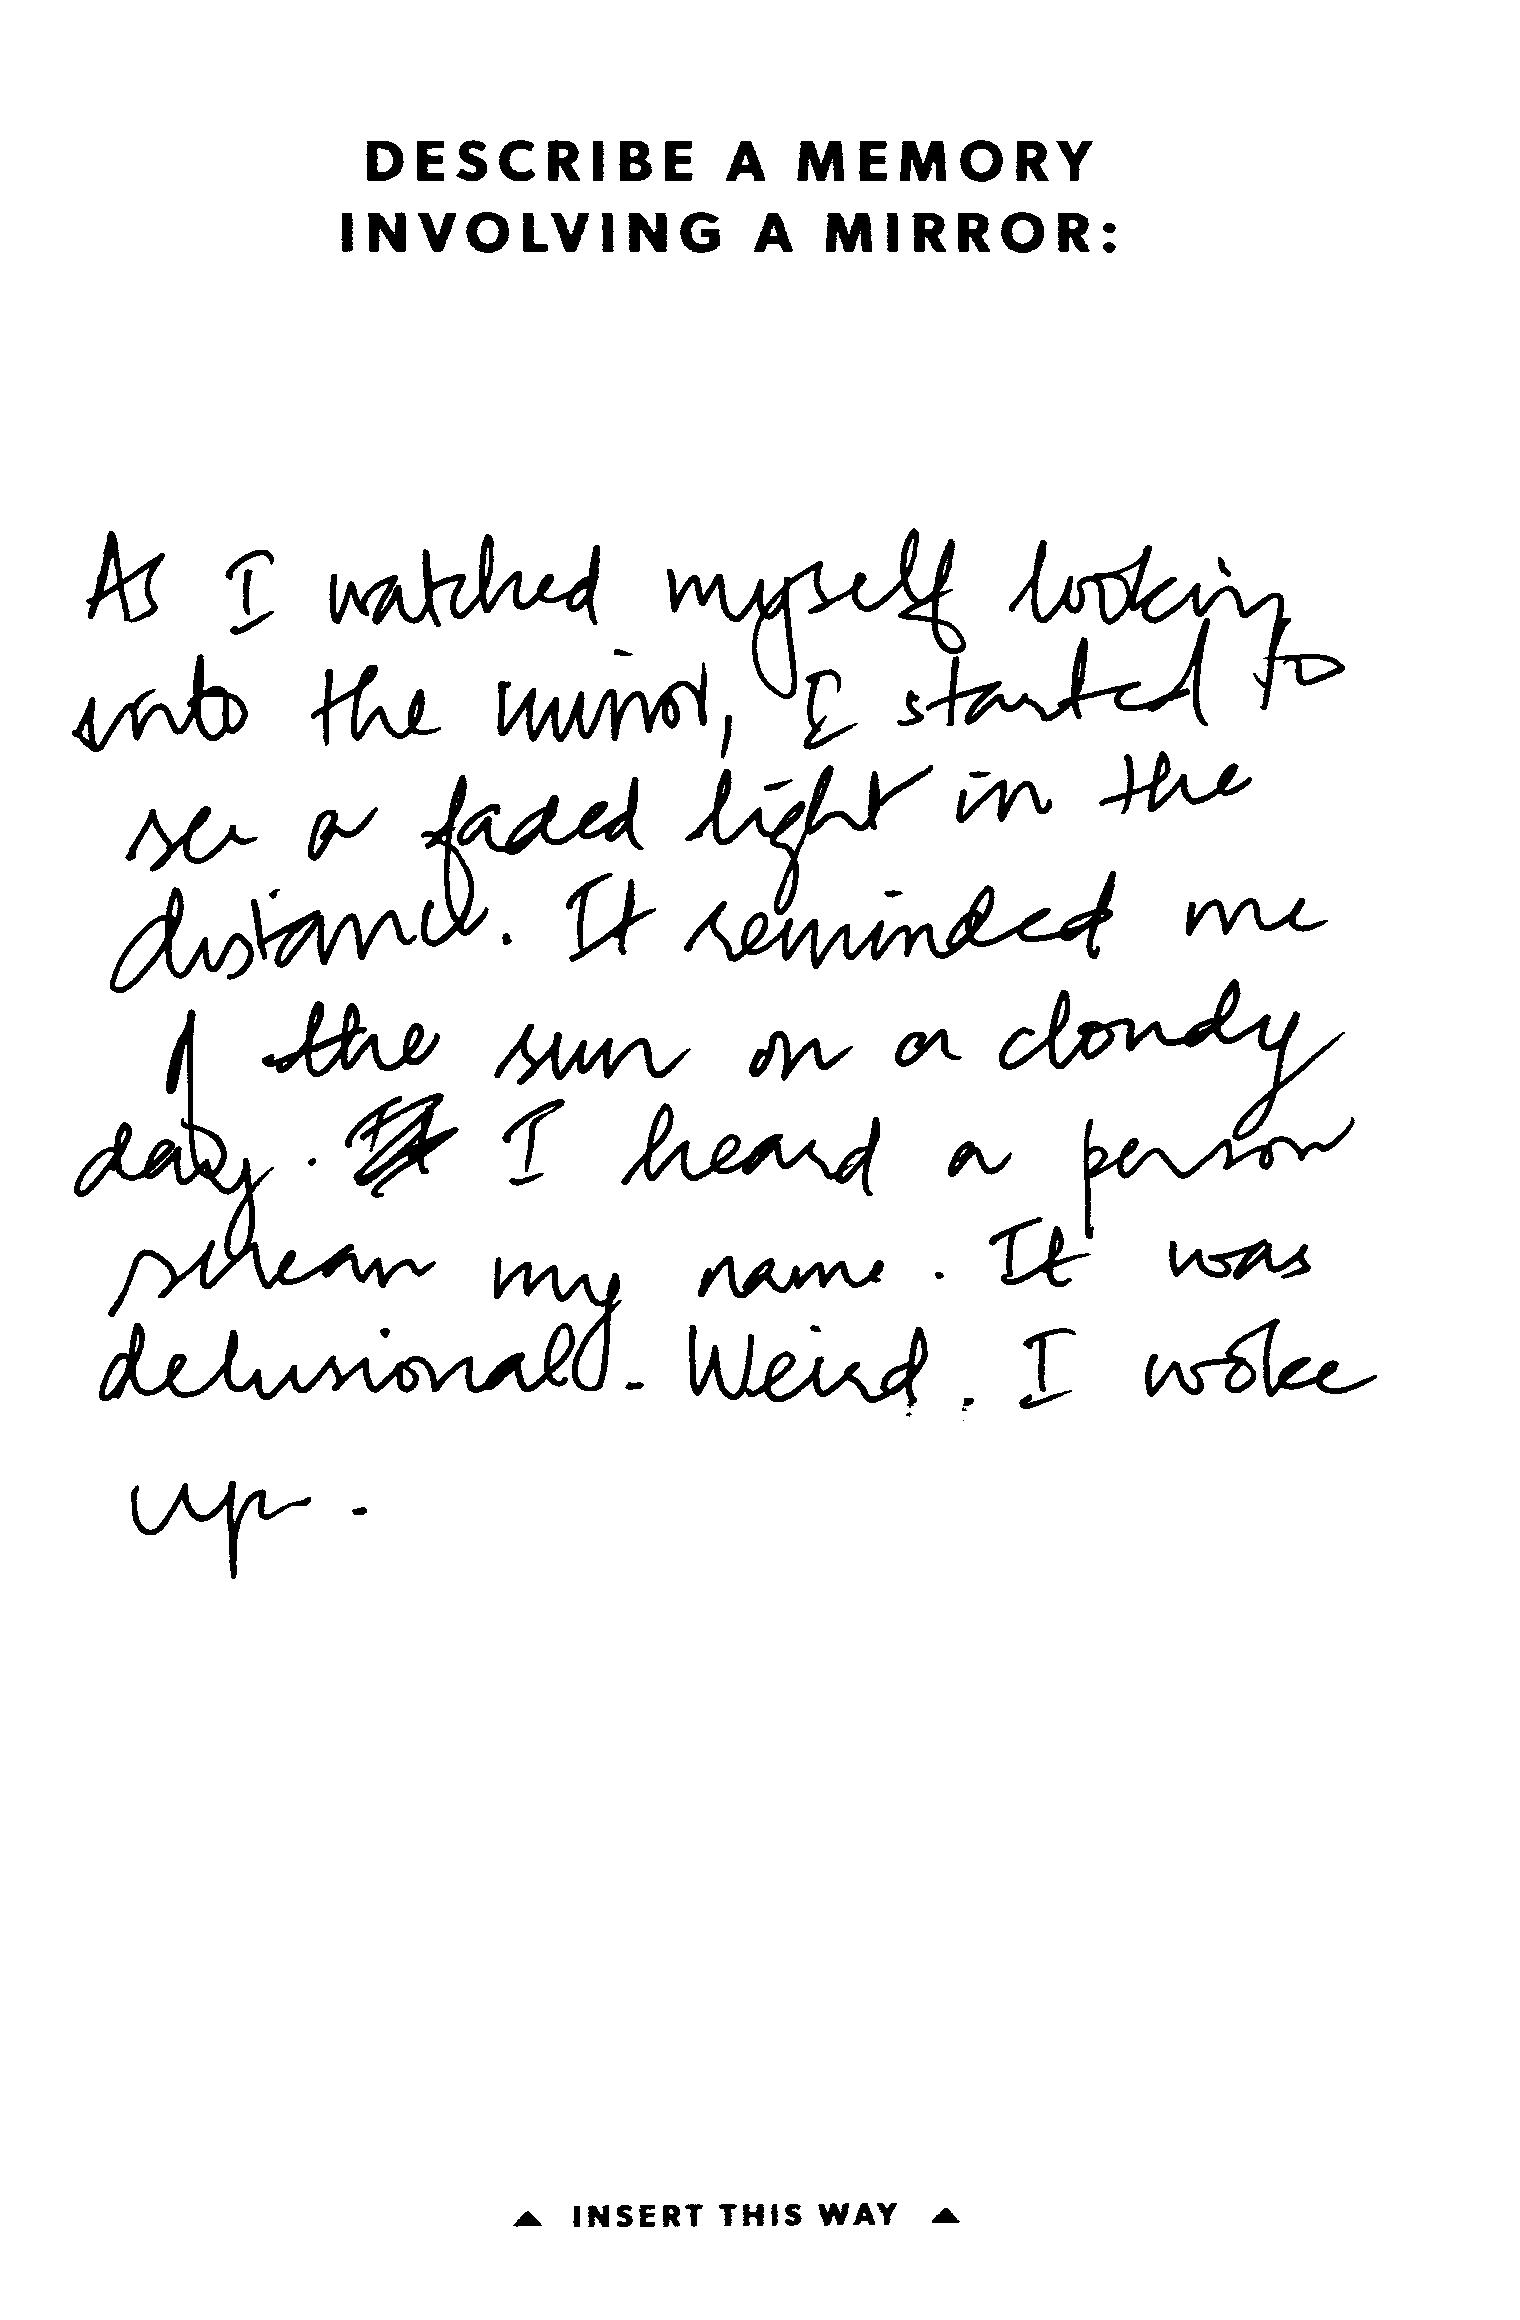 DESCRIBE A MEMORY
INVOLVING A MIRROR:
As I watched myself looking
into the mirror, I started to
see a faded light in the
distance. It reminded me
of the sun on a cloudy
day. I heard a person
scream my name. It was
delusional. Weird. I woke
up.
▲ INSERT THIS WAY ▲